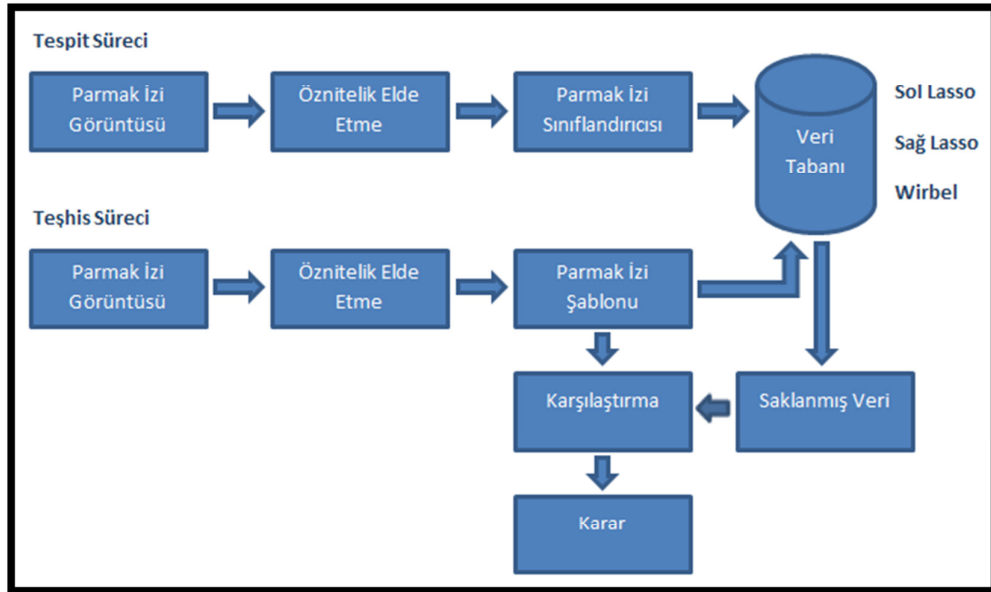 Tespit Süreci
Parmak İzi
Görüntüsü
Öznitelik Elde
Etme
Parmak İzi
Sınıflandırıcısı
Veri
Tabanı
Sol Lasso
Sağ Lasso
Wirbel
Teşhis Süreci
Parmak İzi
Görüntüsü
Öznitelik Elde
Etme
Parmak İzi
Şablonu
Karşılaştırma
Saklanmış Veri
Karar